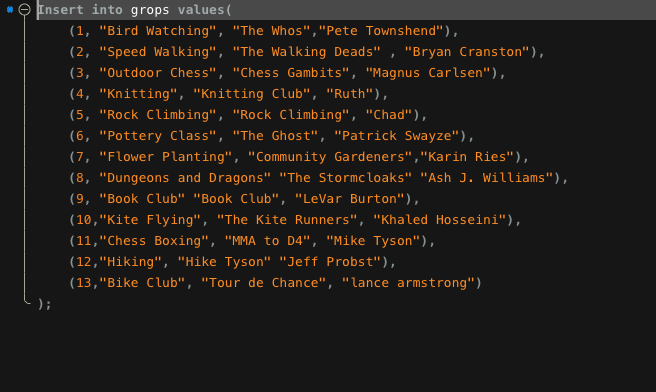 Insert into grops values(
(1, "Bird Watching", "The Whos","Pete Townshend"),
(2, "Speed Walking", "The Walking Deads" , "Bryan Cranston"),
(3, "Outdoor Chess", "Chess Gambits", "Magnus Carlsen"),
(4, "Knitting", "Knitting Club", "Ruth"),
(5, "Rock Climbing", "Rock Climbing", "Chad"),
(6, "Pottery Class", "The Ghost", "Patrick Swayze"),
(7, "Flower Planting", "Community Gardeners","Karin Ries"),
(8, "Dungeons and Dragons" "The Stormcloaks" "Ash J. Williams"),
(9, "Book Club" "Book Club", "LeVar Burton"),
(10,"Kite Flying", "The Kite Runners", "Khaled Hosseini"),
(11,"Chess Boxing", "MMA to D4", "Mike Tyson"),
(12,"Hiking", "Hike Tyson" "Jeff Probst"),
(13,"Bike Club", "Tour de Chance", "lance armstrong")
);